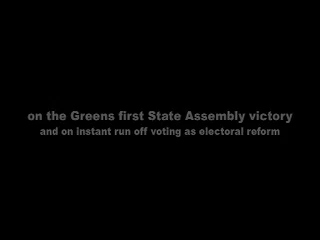 on the Greens first State Assembly victory
and on instant run off voting as electoral reform